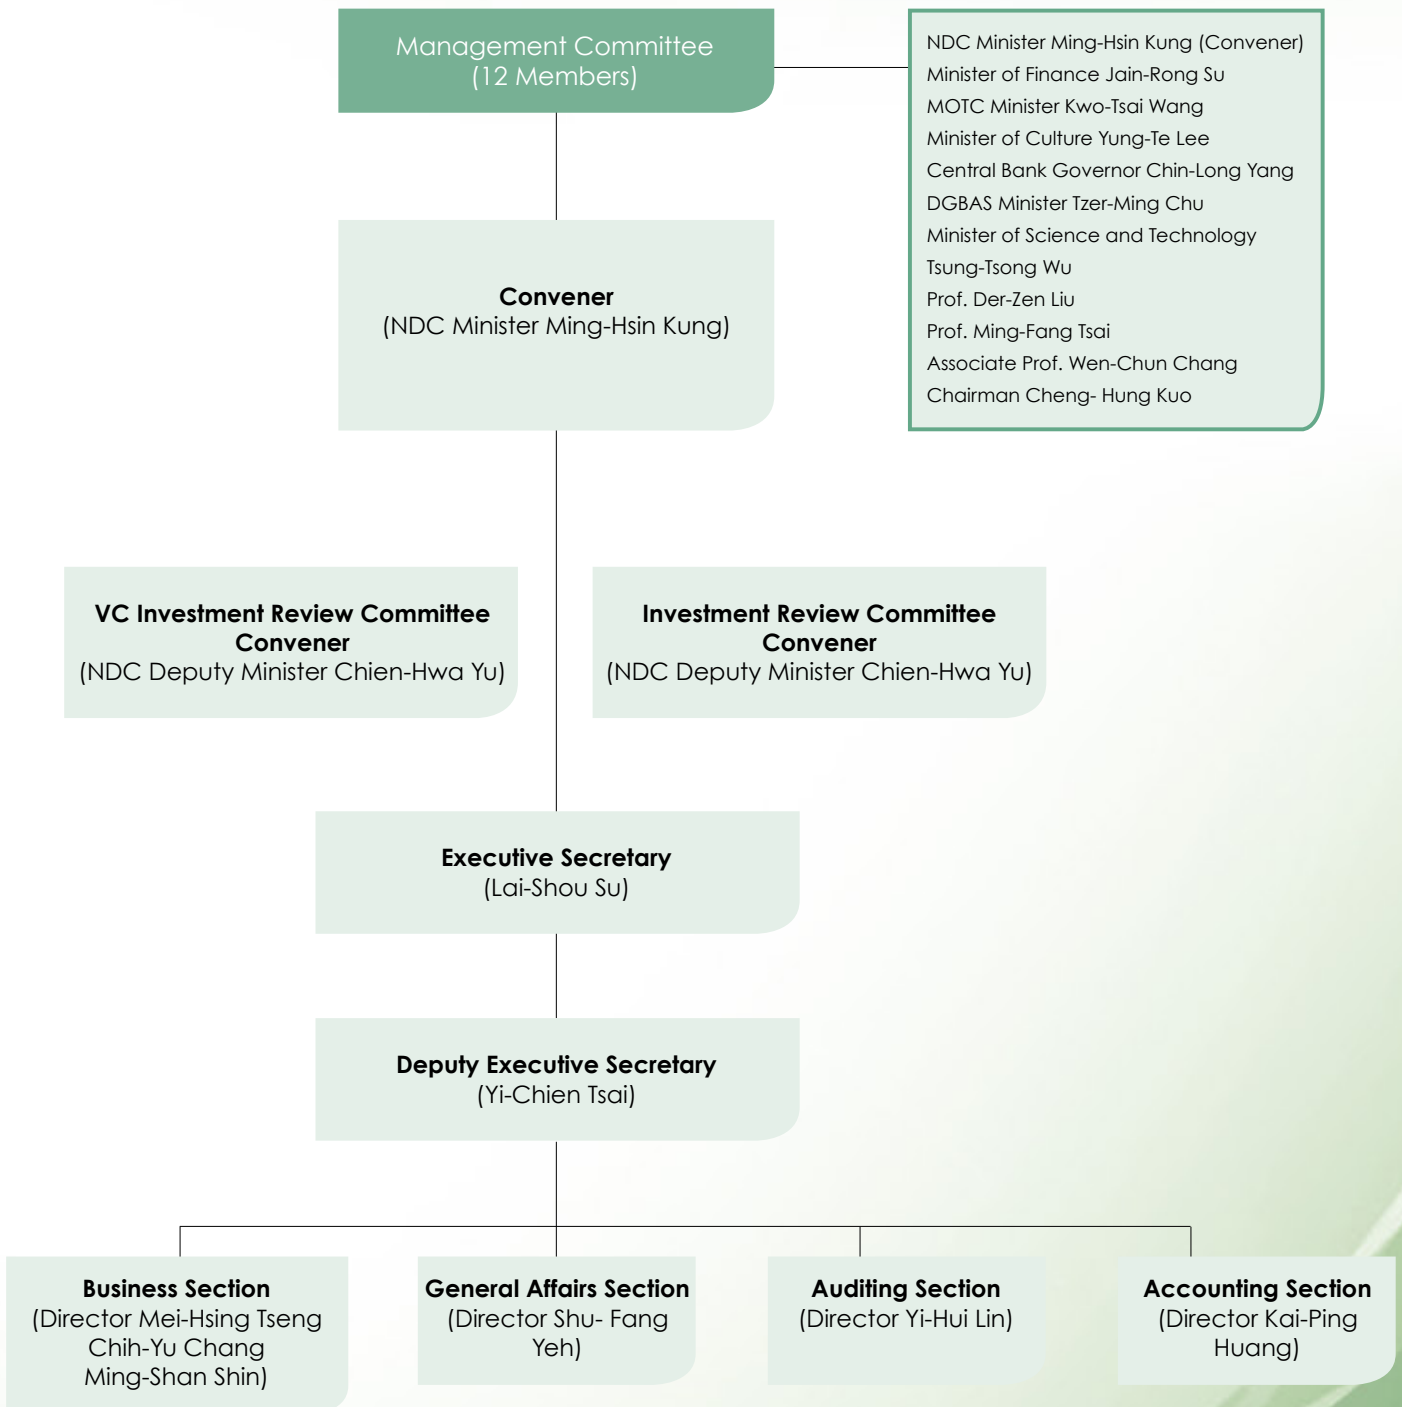 Management Committee
(12 Members)
NDC Minister Ming-Hsin Kung (Convener)
Minister of Finance Jain-Rong Su
MOTC Minister Kwo-Tsai Wang
Minister of Culture Yung-Te Lee
Central Bank Governor Chin-Long Yang
DGBAS Minister Tzer-Ming Chu
Minister of Science and Technology
Tsung-Tsong Wu
Prof. Der-Zen Liu
Prof. Ming-Fang Tsai
Associate Prof. Wen-Chun Chang
Chairman Cheng- Hung Kuo
Convener
(NDC Minister Ming-Hsin Kung)
VC Investment Review Committee
Convener
(NDC Deputy Minister Chien-Hwa Yu)
Investment Review Committee
Convener
(NDC Deputy Minister Chien-Hwa Yu)
Executive Secretary
(Lai-Shou Su)
Deputy Executive Secretary
(Yi-Chien Tsai)
Business Section
(Director Mei-Hsing Tseng
Chih-Yu Chang
Ming-Shan Shin)
General Affairs Section
(Director Shu- Fang
Yeh)
Auditing Section
(Director Yi-Hui Lin)
Accounting Section
(Director Kai-Ping
Huang)